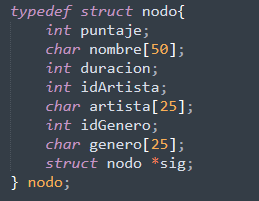 typedef struct nodo{
    int puntaje;
    char nombre[50];
    int duracion;
    int idArtista;
    char artista[25];
    int idGenero;
    char genero[25];
    struct nodo *sig;
} nodo;